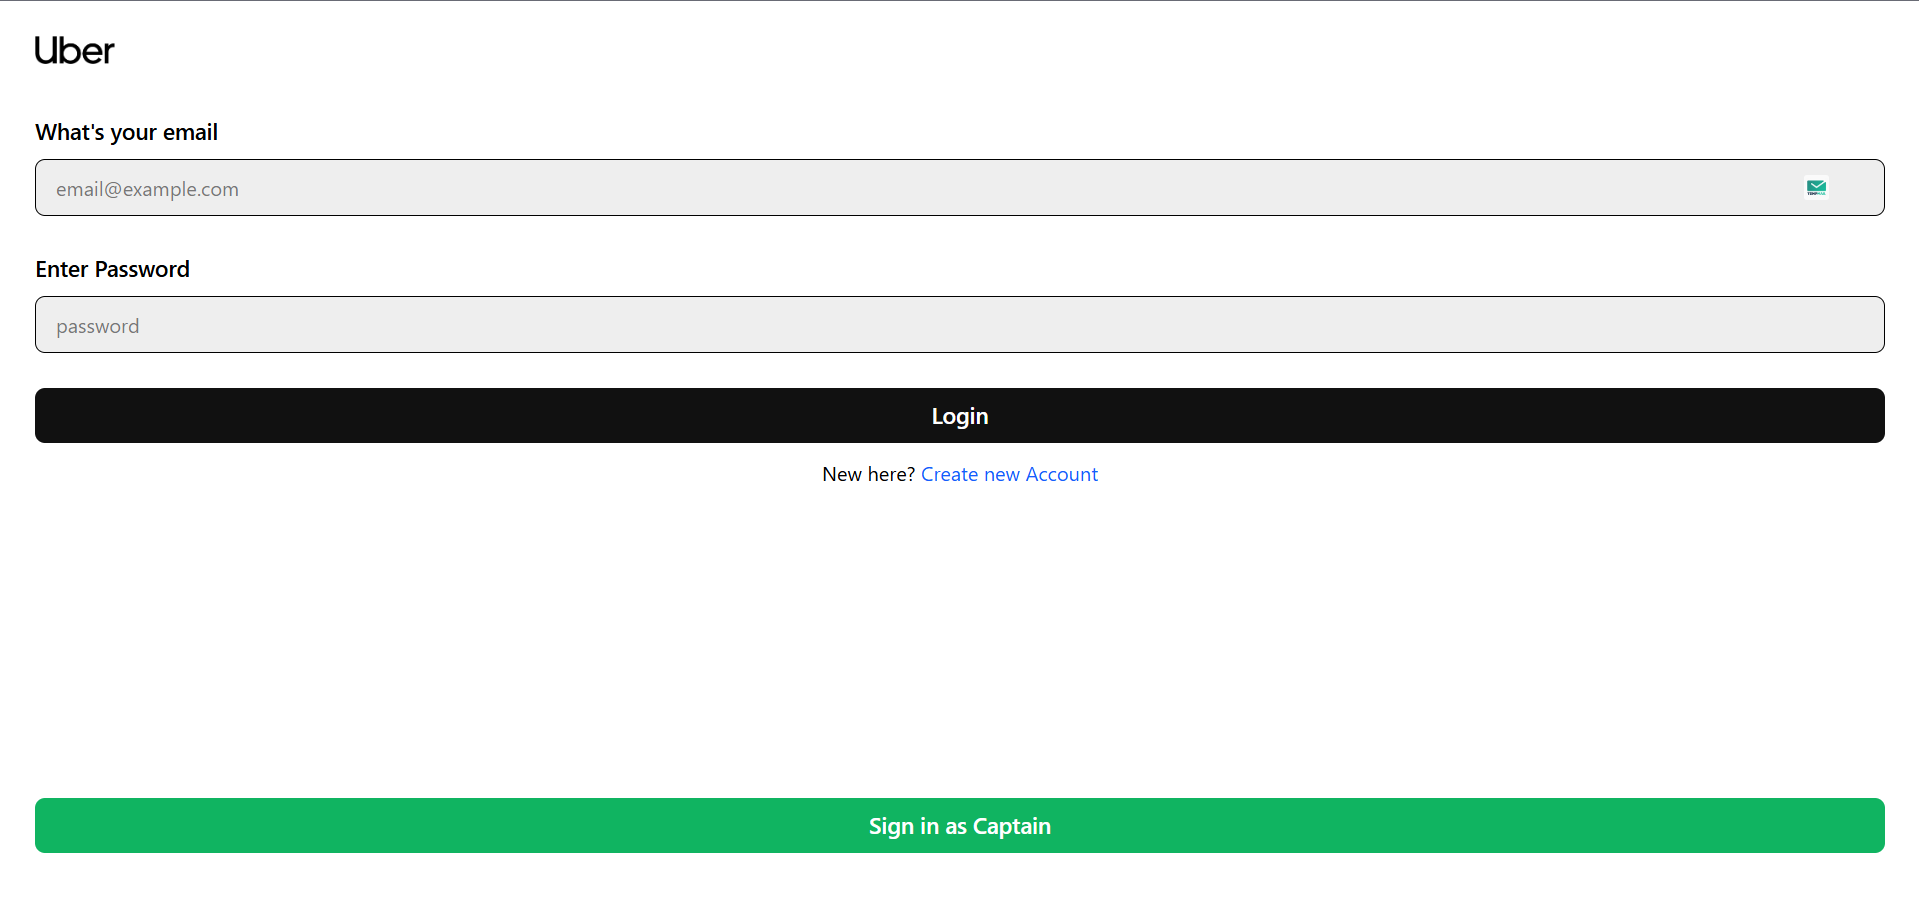 Uber
What's your email
email@example.com
Enter Password
password
Login
New here? Create new Account
Sign in as Captain